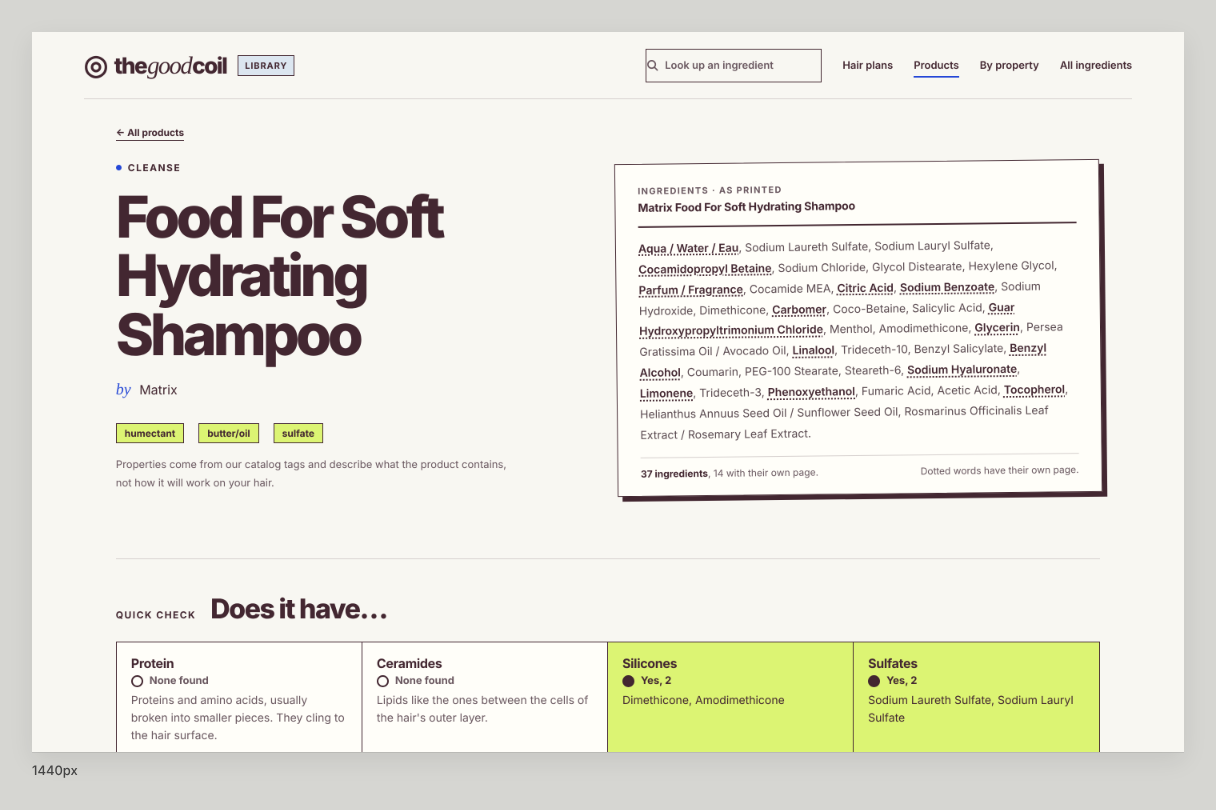 thegoodcoil LIBRARY
Look up an ingredient
Hair plans Products By property All ingredients
← All products
CLEANSE
Food For Soft
Hydrating
Shampoo
by Matrix
humectant butter/oil sulfate
Properties come from our catalog tags and describe what the product contains,
not how it will work on your hair.
INGREDIENTS · AS PRINTED
Matrix Food For Soft Hydrating Shampoo
Aqua / Water / Eau, Sodium Laureth Sulfate, Sodium Lauryl Sulfate,
Cocamidopropyl Betaine, Sodium Chloride, Glycol Distearate, Hexylene Glycol,
Parfum / Fragrance, Cocamide MEA, Citric Acid, Sodium Benzoate, Sodium
Hydroxide, Dimethicone, Carbomer, Coco-Betaine, Salicylic Acid, Guar
Hydroxypropyltrimonium Chloride, Menthol, Amodimethicone, Glycerin, Persea
Gratissima Oil / Avocado Oil, Linalool, Trideceth-10, Benzyl Salicylate, Benzyl
Alcohol, Coumarin, PEG-100 Stearate, Steareth-6, Sodium Hyaluronate,
Limonene, Trideceth-3, Phenoxyethanol, Fumaric Acid, Acetic Acid, Tocopherol,
Helianthus Annuus Seed Oil / Sunflower Seed Oil, Rosmarinus Officinalis Leaf
Extract / Rosemary Leaf Extract.
37 ingredients, 14 with their own page.
Dotted words have their own page.
QUICK CHECK Does it have…
Protein
None found
Proteins and amino acids, usually
broken into smaller pieces. They cling to
the hair surface.
Ceramides
None found
Lipids like the ones between the cells of
the hair's outer layer.
Silicones
Yes, 2
Dimethicone, Amodimethicone
Sulfates
Yes, 2
Sodium Laureth Sulfate, Sodium Lauryl
Sulfate
1440px